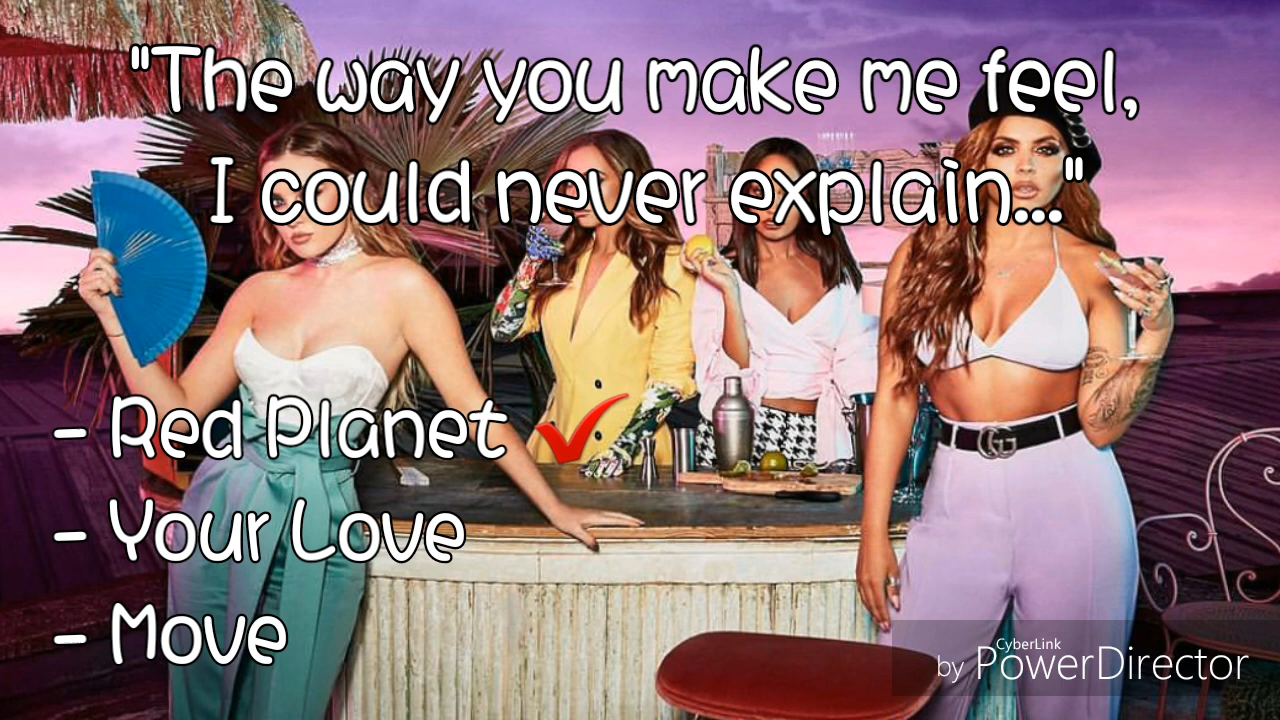 "The way you make me feel,
I could never explain..."
- Red Planet ✓
- Your Love
- Move
CyberLink
by PowerDirector